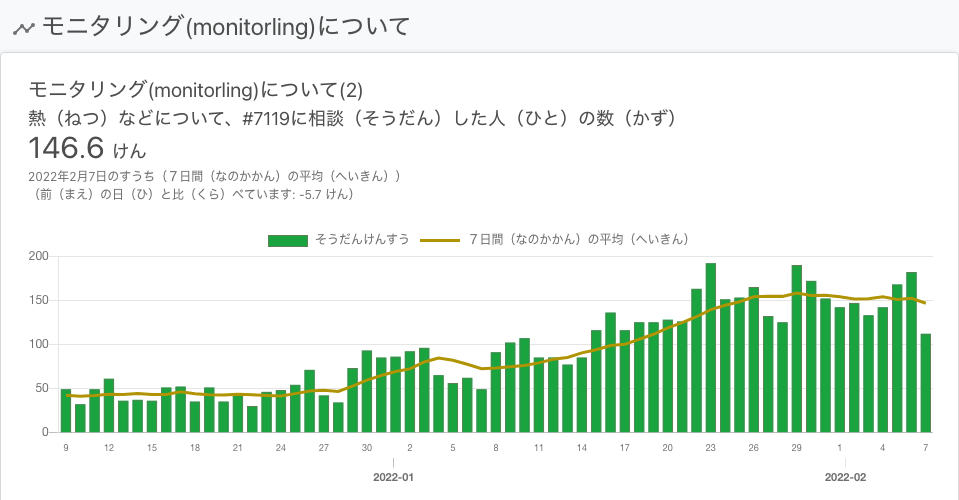 モニタリング(monitorling)について
モニタリング(monitorling)について(2)
熱（ねつ）などについて、#7119に相談（そうだん）した人（ひと）の数（かず）
146.6 けん
2022年2月7日のすうち（７日間（なのかかん）の平均（へいきん））
（前（まえ）の日（ひ）と比（くら）べています: -5.7 けん）
そうだんけんすう ７日間（なのかかん）の平均（へいきん）
200
150
100
50
0
9 12 15 18 21 24 27 30 2 5 8 11 14 17 20 23 26 29 1 4 7
2022-01 2022-02